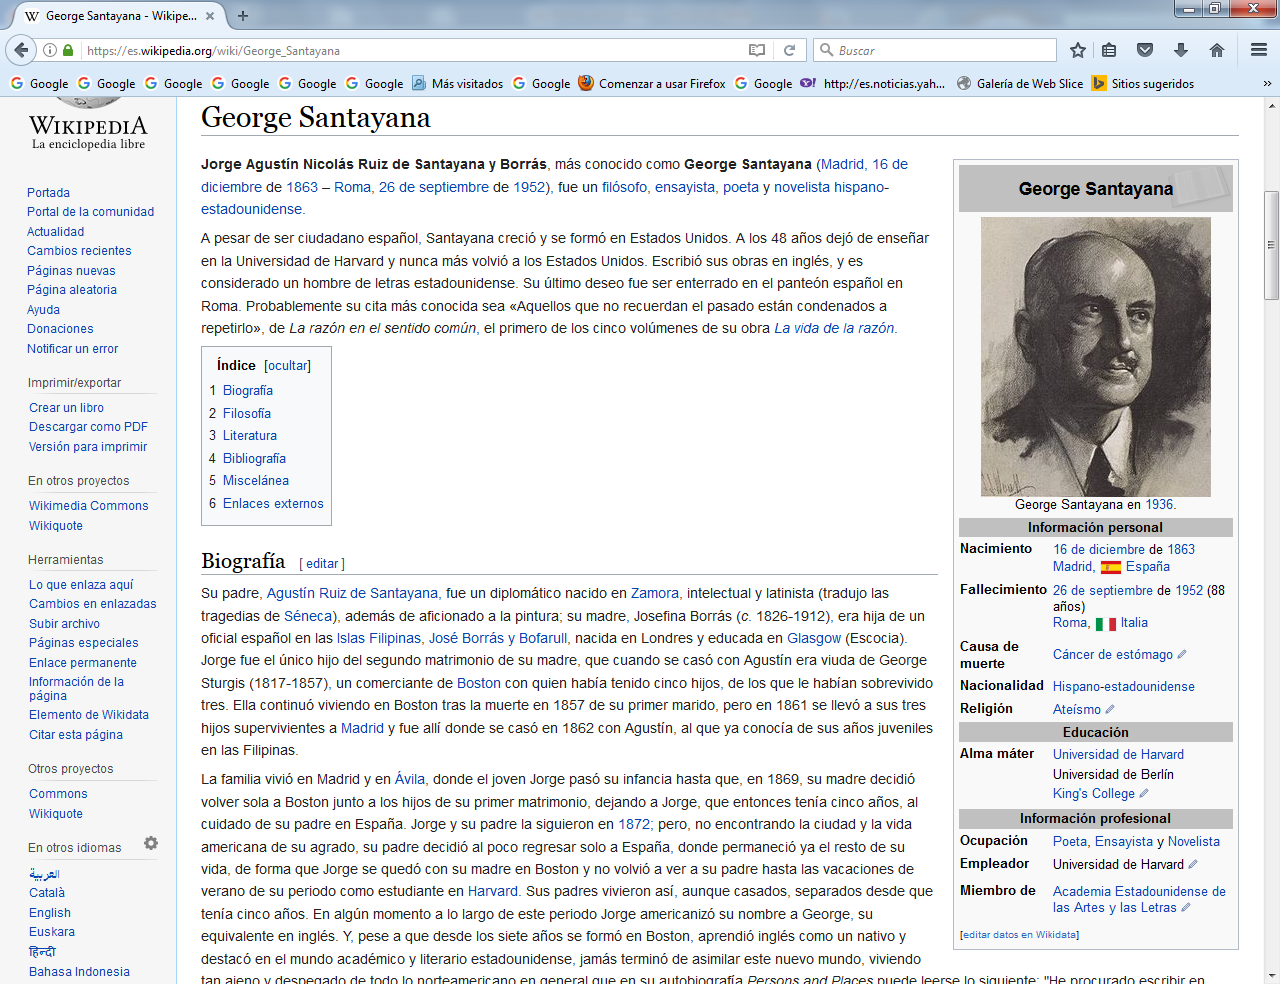 George Santayana - Wikipe...
https://es.wikipedia.org/wiki/George_Santayana
Buscar
Google Google Google Google Google Google Más visitados Google Comenzar a usar Firefox Google http://es.noticias.yah... Galería de Web Slice Sitios sugeridos
WIKIPEDIA
La enciclopedia libre
Portada
Portal de la comunidad
Actualidad
Cambios recientes
Páginas nuevas
Página aleatoria
Ayuda
Donaciones
Notificar un error
Imprimir/exportar
Crear un libro
Descargar como PDF
Versión para imprimir
En otros proyectos
Wikimedia Commons
Wikiquote
Herramientas
Lo que enlaza aquí
Cambios en enlazadas
Subir archivo
Páginas especiales
Enlace permanente
Información de la
página
Elemento de Wikidata
Citar esta página
Otros proyectos
Commons
Wikiquote
En otros idiomas
العربية
Català
English
Euskara
हिन्दी
Bahasa Indonesia
George Santayana
Jorge Agustín Nicolás Ruiz de Santayana y Borrás, más conocido como George Santayana (Madrid, 16 de
diciembre de 1863 – Roma, 26 de septiembre de 1952), fue un filósofo, ensayista, poeta y novelista hispano-
estadounidense.
A pesar de ser ciudadano español, Santayana creció y se formó en Estados Unidos. A los 48 años dejó de enseñar
en la Universidad de Harvard y nunca más volvió a los Estados Unidos. Escribió sus obras en inglés, y es
considerado un hombre de letras estadounidense. Su último deseo fue ser enterrado en el panteón español en
Roma. Probablemente su cita más conocida sea «Aquellos que no recuerdan el pasado están condenados a
repetirlo», de La razón en el sentido común, el primero de los cinco volúmenes de su obra La vida de la razón.
Índice [ocultar]
1 Biografía
2 Filosofía
3 Literatura
4 Bibliografía
5 Miscelánea
6 Enlaces externos
Biografía [ editar ]
Su padre, Agustín Ruiz de Santayana, fue un diplomático nacido en Zamora, intelectual y latinista (tradujo las
tragedias de Séneca), además de aficionado a la pintura; su madre, Josefina Borrás (c. 1826-1912), era hija de un
oficial español en las Islas Filipinas, José Borrás y Bofarull, nacida en Londres y educada en Glasgow (Escocia).
Jorge fue el único hijo del segundo matrimonio de su madre, que cuando se casó con Agustín era viuda de George
Sturgis (1817-1857), un comerciante de Boston con quien había tenido cinco hijos, de los que le habían sobrevivido
tres. Ella continuó viviendo en Boston tras la muerte en 1857 de su primer marido, pero en 1861 se llevó a sus tres
hijos supervivientes a Madrid y fue allí donde se casó en 1862 con Agustín, al que ya conocía de sus años juveniles
en las Filipinas.
La familia vivió en Madrid y en Ávila, donde el joven Jorge pasó su infancia hasta que, en 1869, su madre decidió
volver sola a Boston junto a los hijos de su primer matrimonio, dejando a Jorge, que entonces tenía cinco años, al
cuidado de su padre en España. Jorge y su padre la siguieron en 1872; pero, no encontrando la ciudad y la vida
americana de su agrado, su padre decidió al poco regresar solo a España, donde permaneció ya el resto de su
vida, de forma que Jorge se quedó con su madre en Boston y no volvió a ver a su padre hasta las vacaciones de
verano de su periodo como estudiante en Harvard. Sus padres vivieron así, aunque casados, separados desde que
tenía cinco años. En algún momento a lo largo de este periodo Jorge americanizó su nombre a George, su
equivalente en inglés. Y, pese a que desde los siete años se formó en Boston, aprendió inglés como un nativo y
destacó en el mundo académico y literario estadounidense, jamás terminó de asimilar este nuevo mundo, viviendo
tan ajeno y despegado de todo lo norteamericano en general que en su autobiografía Persons and Places puede leerse lo siguiente: "He procurado escribir en
George Santayana
George Santayana en 1936.
Información personal
Nacimiento 16 de diciembre de 1863
Madrid, España
Fallecimiento 26 de septiembre de 1952 (88
años)
Roma, Italia
Causa de
muerte Cáncer de estómago
Nacionalidad Hispano-estadounidense
Religión Ateísmo
Educación
Alma máter Universidad de Harvard
Universidad de Berlín
King's College
Información profesional
Ocupación Poeta, Ensayista y Novelista
Empleador Universidad de Harvard
Miembro de Academia Estadounidense de
las Artes y las Letras
[editar datos en Wikidata]